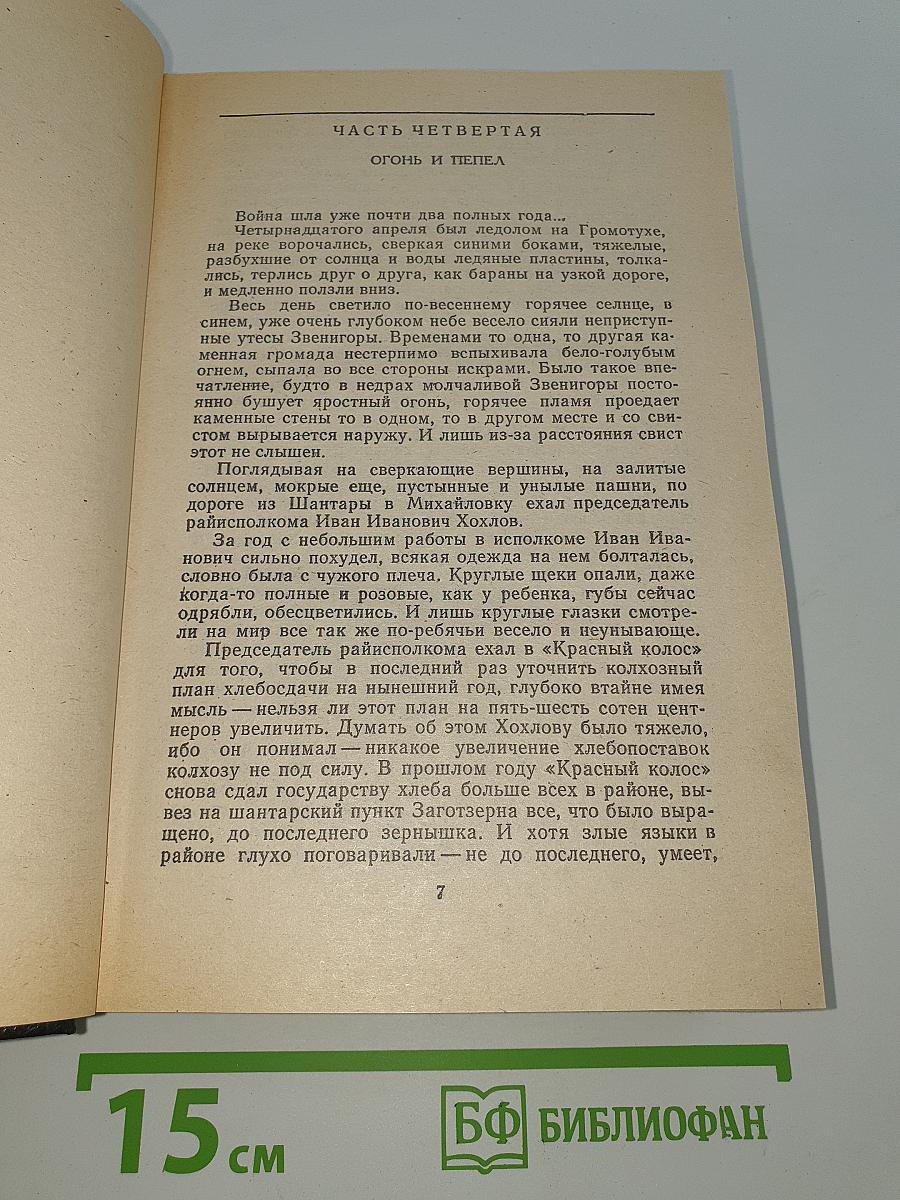 ЧАСТЬ ЧЕТВЕРТАЯ
ОГОНЬ И ПЕПЕЛ
Война шла уже почти два полных года...
Четырнадцатого апреля был ледолом на Громотухе,
на реке ворочались, сверкая синими боками, тяжелые,
разбухшие от солнца и воды ледяные пластины, толка-
лись, терлись друг о друга, как бараны на узкой дороге,
и медленно ползли вниз.
Весь день светило по-весеннему горячее селнце, в
синем, уже очень глубоком небе весело сияли неприступ-
ные утесы Звенигоры. Временами то одна, то другая ка-
менная громада нестерпимо вспыхивала бело-голубым
огнем, сыпала во все стороны искрами. Было такое впе-
чатление, будто в недрах молчаливой Звенигоры посто-
янно бушует яростный огонь, горячее пламя проедает
каменные стены то в одном, то в другом месте и со сви-
стом вырывается наружу. И лишь из-за расстояния свист
этот не слышен.
Поглядывая на сверкающие вершины, на залитые
солнцем, мокрые еще, пустынные и унылые пашни, по
дороге из Шантары в Михайловку ехал председатель
райисполкома Иван Иванович Хохлов.
За год с небольшим работы в исполкоме Иван Ива-
нович сильно похудел, всякая одежда на нем болталась,
словно была с чужого плеча. Круглые щеки опали, даже
когда-то полные и розовые, как у ребенка, губы сейчас
одрябли, обесцветились. И лишь круглые глазки смотре-
ли на мир все так же по-ребячьи весело и неунывающе.
Председатель райисполкома ехал в «Красный колос»
для того, чтобы в последний раз уточнить колхозный
план хлебосдачи на нынешний год, глубоко втайне имея
мысль — нельзя ли этот план на пять-шесть сотен цент-
неров увеличить. Думать об этом Хохлову было тяжело,
ибо он понимал — никакое увеличение хлебопоставок
колхозу не под силу. В прошлом году «Красный колос»
снова сдал государству хлеба больше всех в районе, вы-
вез на шантарский пункт Заготзерна все, что было выра-
щено, до последнего зернышка. И хотя злые языки в
районе глухо поговаривали — не до последнего, умеет,
7
15 см
БФ БИБЛИОФАН